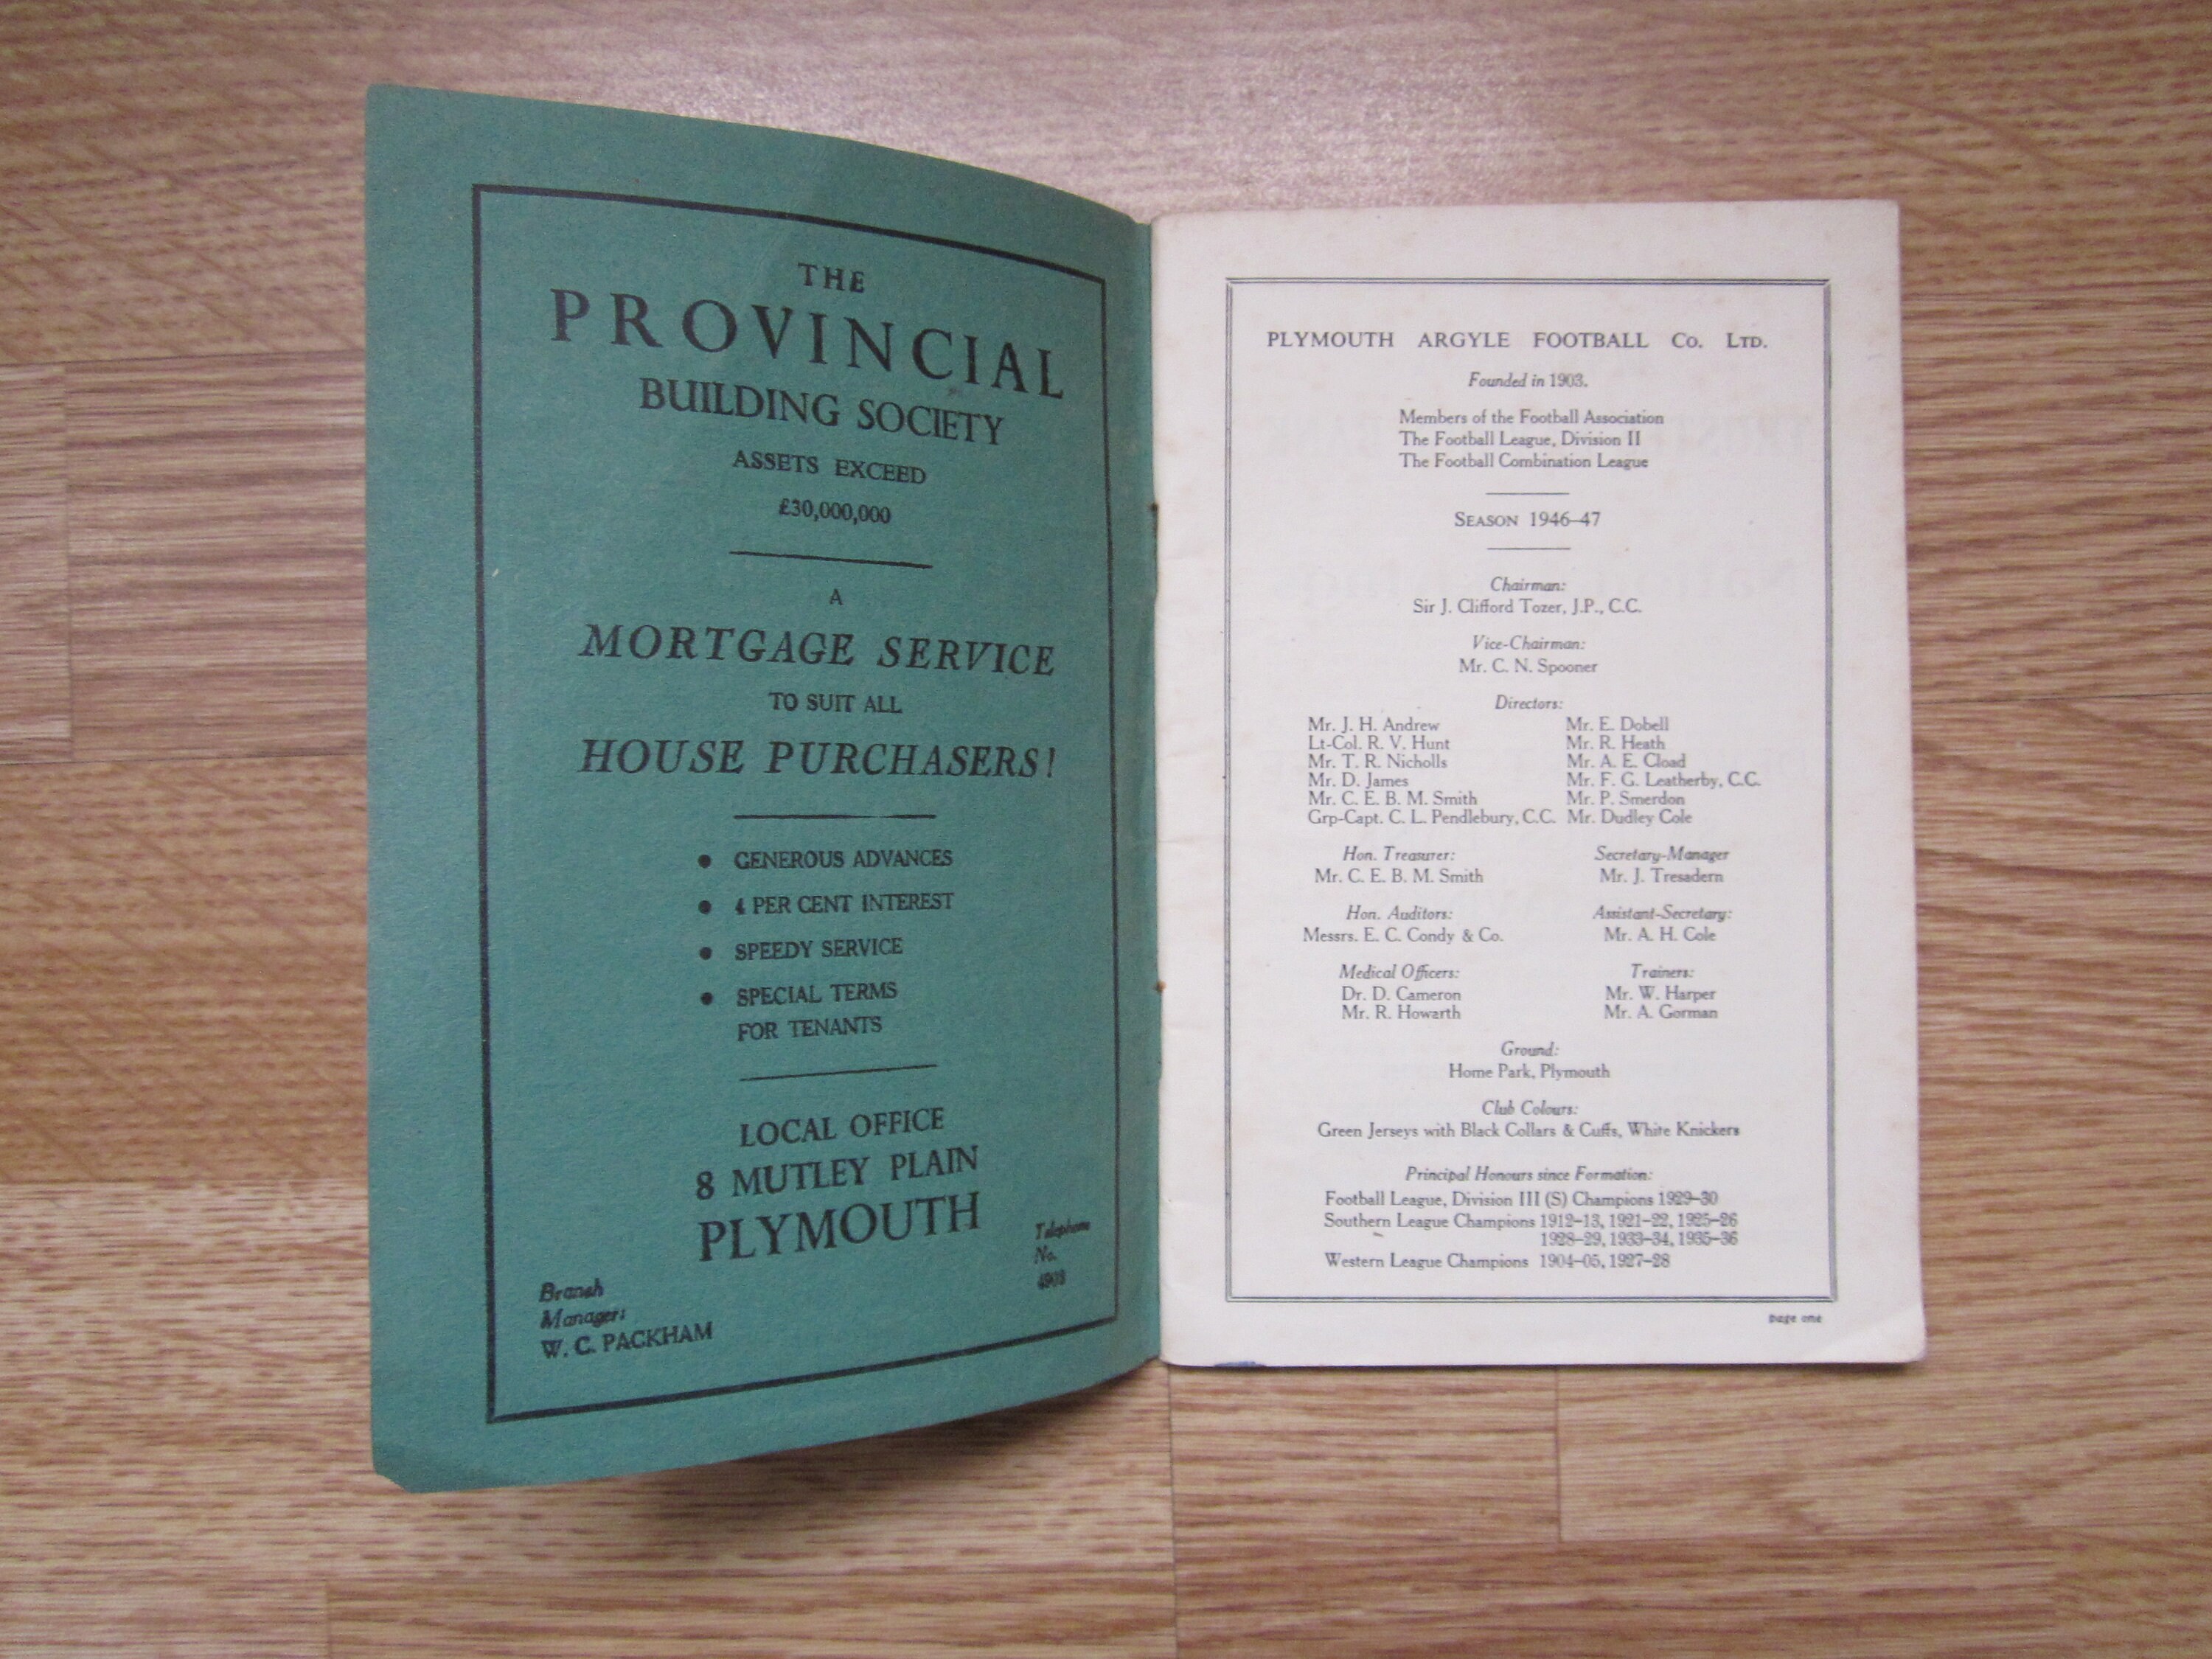 THE
PROVINCIAL
BUILDING SOCIETY
ASSETS EXCEED
£30,000,000
A
MORTGAGE SERVICE
TO SUIT ALL
HOUSE PURCHASERS!
• GENEROUS ADVANCES
• 4 PER CENT INTEREST
• SPEEDY SERVICE
• SPECIAL TERMS
FOR TENANTS
LOCAL OFFICE
8 MUTLEY PLAIN
PLYMOUTH
Branch
Manager:
W. C. PACKHAM
Telephone
No.
PLYMOUTH ARGYLE FOOTBALL Co. LTD.
Founded in 1903.
Members of the Football Association
The Football League, Division II
The Football Combination League
SEASON 1946–47
Chairman:
Sir J. Clifford Tozer, J.P., C.C.
Vice-Chairman:
Mr. C. N. Spooner
Directors:
Mr. J. H. Andrew Mr. E. Dobell
Lt-Col. R. V. Hunt Mr. R. Heath
Mr. T. R. Nicholls Mr. A. E. Cload
Mr. D. James Mr. F. G. Leatherby, C.C.
Mr. C. E. B. M. Smith Mr. P. Smerdon
Grp-Capt. C. L. Pendlebury, C.C. Mr. Dudley Cole
Hon. Treasurer: Secretary-Manager
Mr. C. E. B. M. Smith Mr. J. Tresadern
Hon. Auditors: Assistant-Secretary:
Messrs. E. C. Condy & Co. Mr. A. H. Cole
Medical Officers: Trainers:
Dr. D. Cameron Mr. W. Harper
Mr. R. Howarth Mr. A. Gorman
Ground:
Home Park, Plymouth
Club Colours:
Green Jerseys with Black Collars & Cuffs, White Knickers
Principal Honours since Formation:
Football League, Division III (S) Champions 1929–30
Southern League Champions 1912–13, 1921–22, 1925–26
1928–29, 1933–34, 1935–36
Western League Champions 1904–05, 1927–28
page one